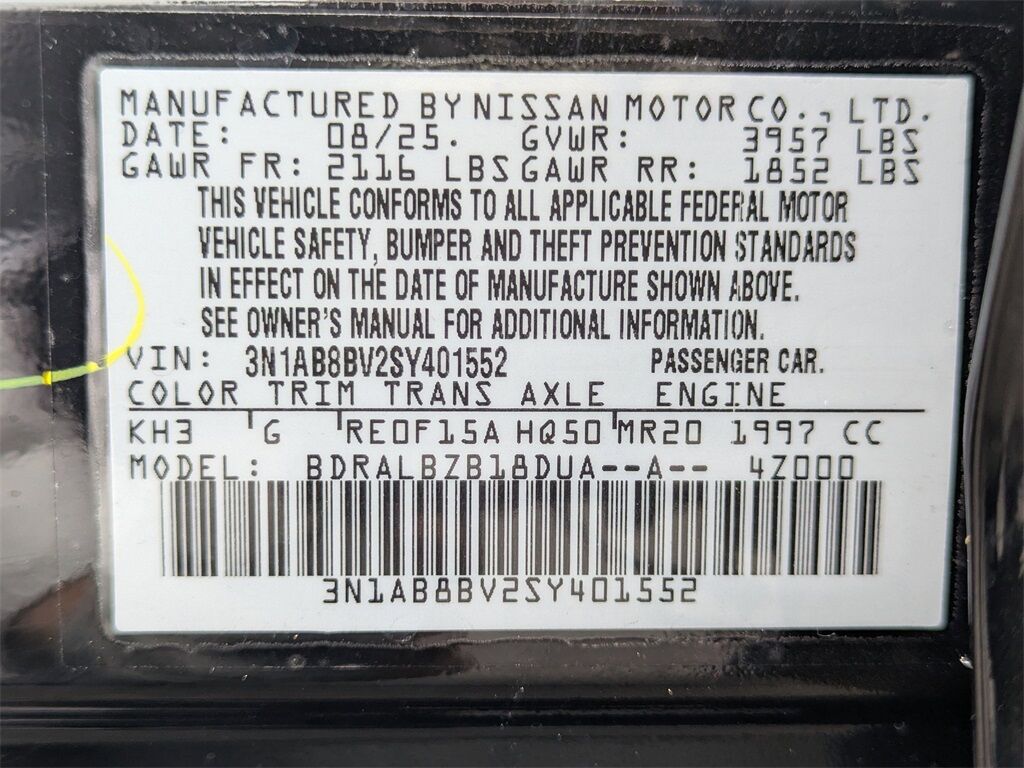 MANUFACTURED BY NISSAN MOTOR CO., LTD.
DATE: 08/25. GVWR: 3957 LBS
GAWR FR: 2116 LBS GAWR RR: 1852 LBS
THIS VEHICLE CONFORMS TO ALL APPLICABLE FEDERAL MOTOR
VEHICLE SAFETY, BUMPER AND THEFT PREVENTION STANDARDS
IN EFFECT ON THE DATE OF MANUFACTURE SHOWN ABOVE.
SEE OWNER'S MANUAL FOR ADDITIONAL INFORMATION.
VIN: 3N1AB8BV2SY401552 PASSENGER CAR.
COLOR TRIM TRANS AXLE ENGINE
KH3 G RE0F15A HQ50 MR20 1997 CC
MODEL: BDRALBZB18DUA--A-- 4Z000
3N1AB8BV2SY401552